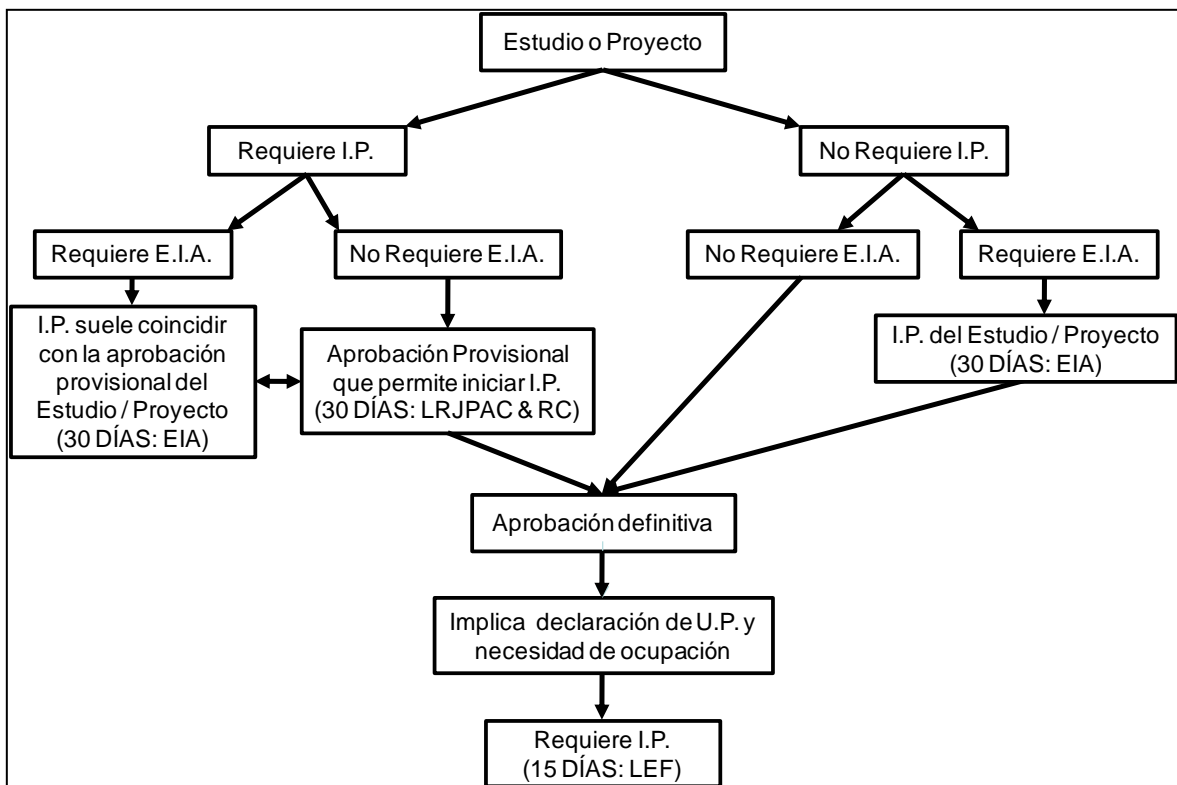 Estudio o Proyecto
Requiere I.P.
No Requiere I.P.
Requiere E.I.A.
No Requiere E.I.A.
No Requiere E.I.A.
Requiere E.I.A.
I.P. suele coincidir
con la aprobación
provisional del
Estudio / Proyecto
(30 DÍAS: EIA)
Aprobación Provisional
que permite iniciar I.P.
(30 DÍAS: LRJPAC & RC)
I.P. del Estudio / Proyecto
(30 DÍAS: EIA)
Aprobación definitiva
Implica declaración de U.P. y
necesidad de ocupación
Requiere I.P.
(15 DÍAS: LEF)